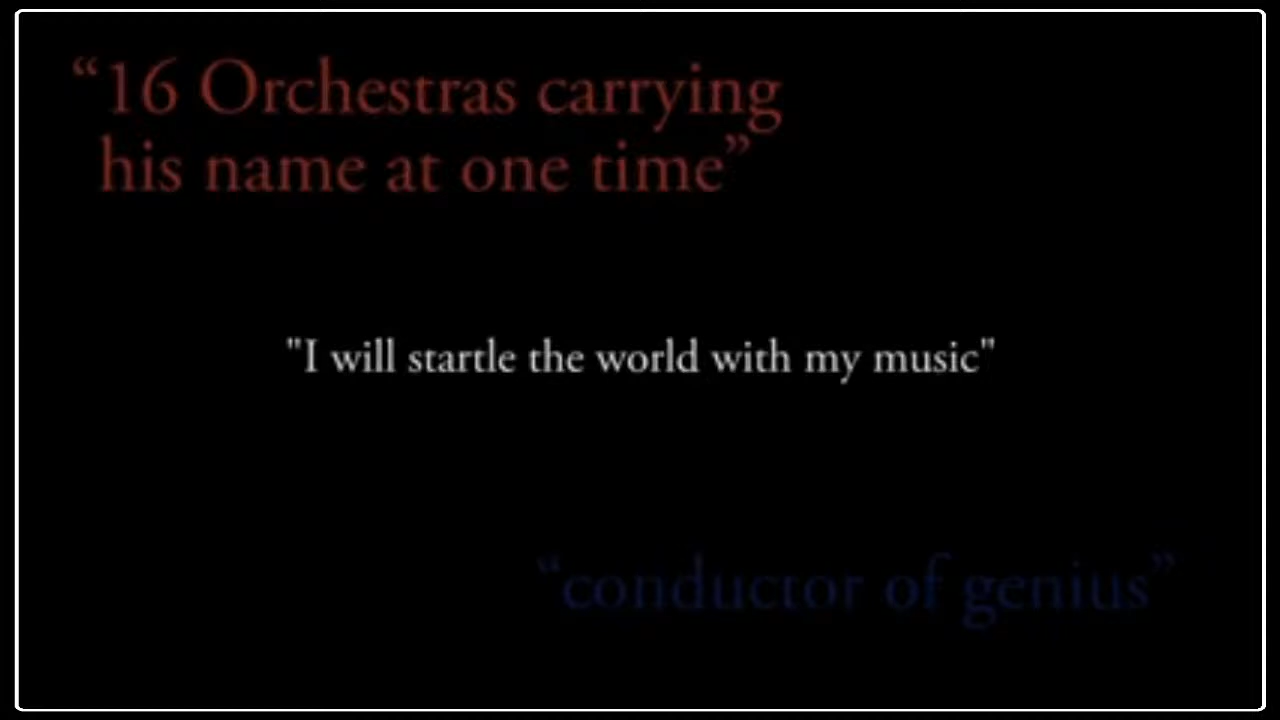 “16 Orchestras carrying
his name at one time”
"I will startle the world with my music"
“conductor of genius”